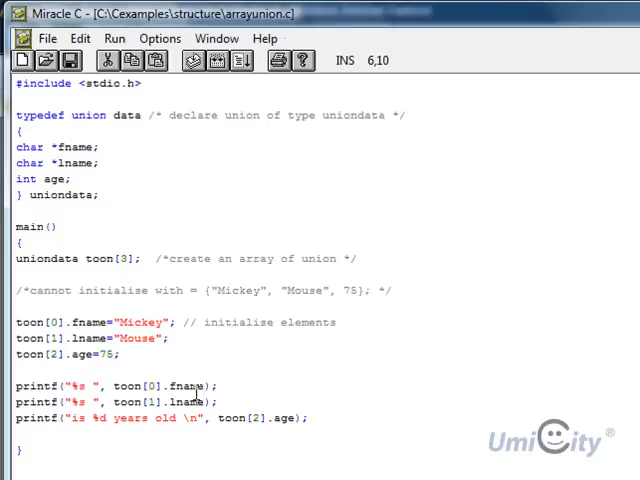 Miracle C - [C:\Cexamples\structure\arrayunion.c]
File Edit Run Options Window Help
INS 6,10
#include <stdio.h>
typedef union data /* declare union of type uniondata */
{
char *fname;
char *lname;
int age;
} uniondata;
main()
{
uniondata toon[3]; /*create an array of union */
/*cannot initialise with = {"Mickey", "Mouse", 75}; */
toon[0].fname="Mickey"; // initialise elements
toon[1].lname="Mouse";
toon[2].age=75;
printf("%s ", toon[0].fname);
printf("%s ", toon[1].lname);
printf("is %d years old \n", toon[2].age);
}
UmiCity